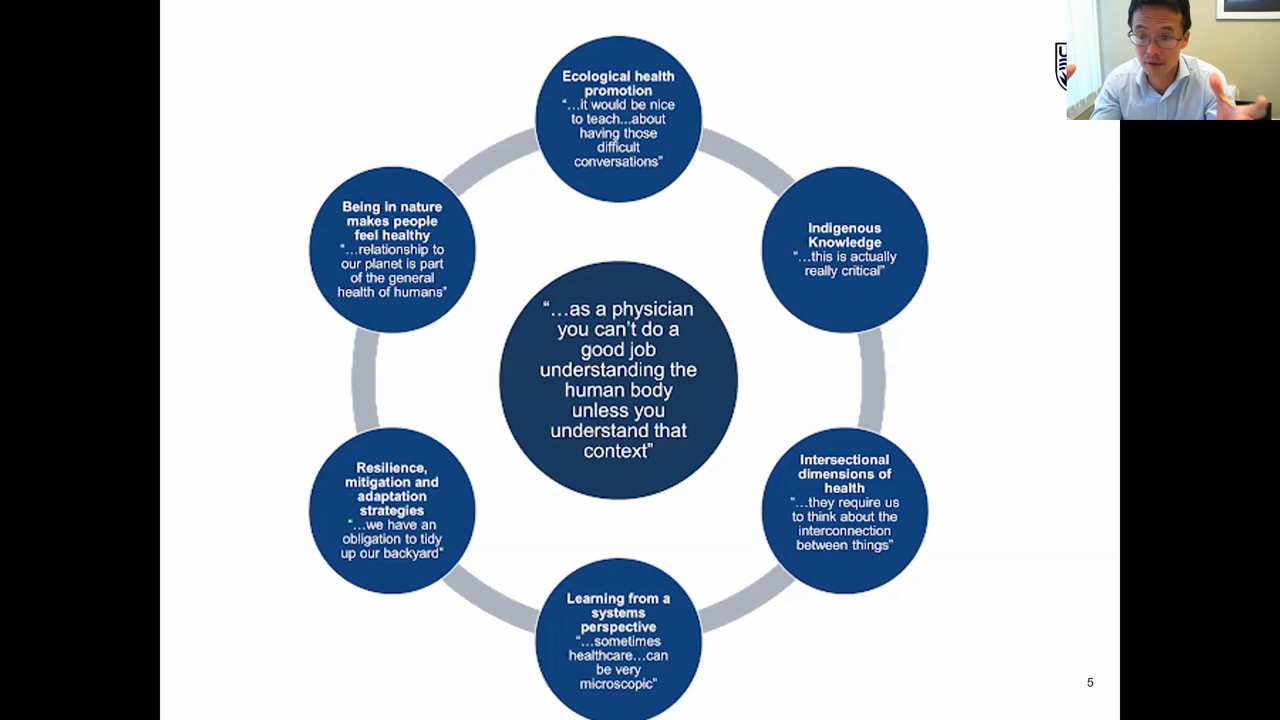 Ecological health
promotion
“…it would be nice
to teach...about
having those
difficult
conversations”
Indigenous
Knowledge
“…this is actually
really critical”
Intersectional
dimensions of
health
“…they require us
to think about the
interconnection
between things”
Learning from a
systems
perspective
“…sometimes
healthcare…can
be very
microscopic”
Resilience,
mitigation and
adaptation
strategies
“…we have an
obligation to tidy
up our backyard”
Being in nature
makes people
feel healthy
“…relationship to
our planet is part
of the general
health of humans”
“…as a physician
you can’t do a
good job
understanding the
human body
unless you
understand that
context”
5